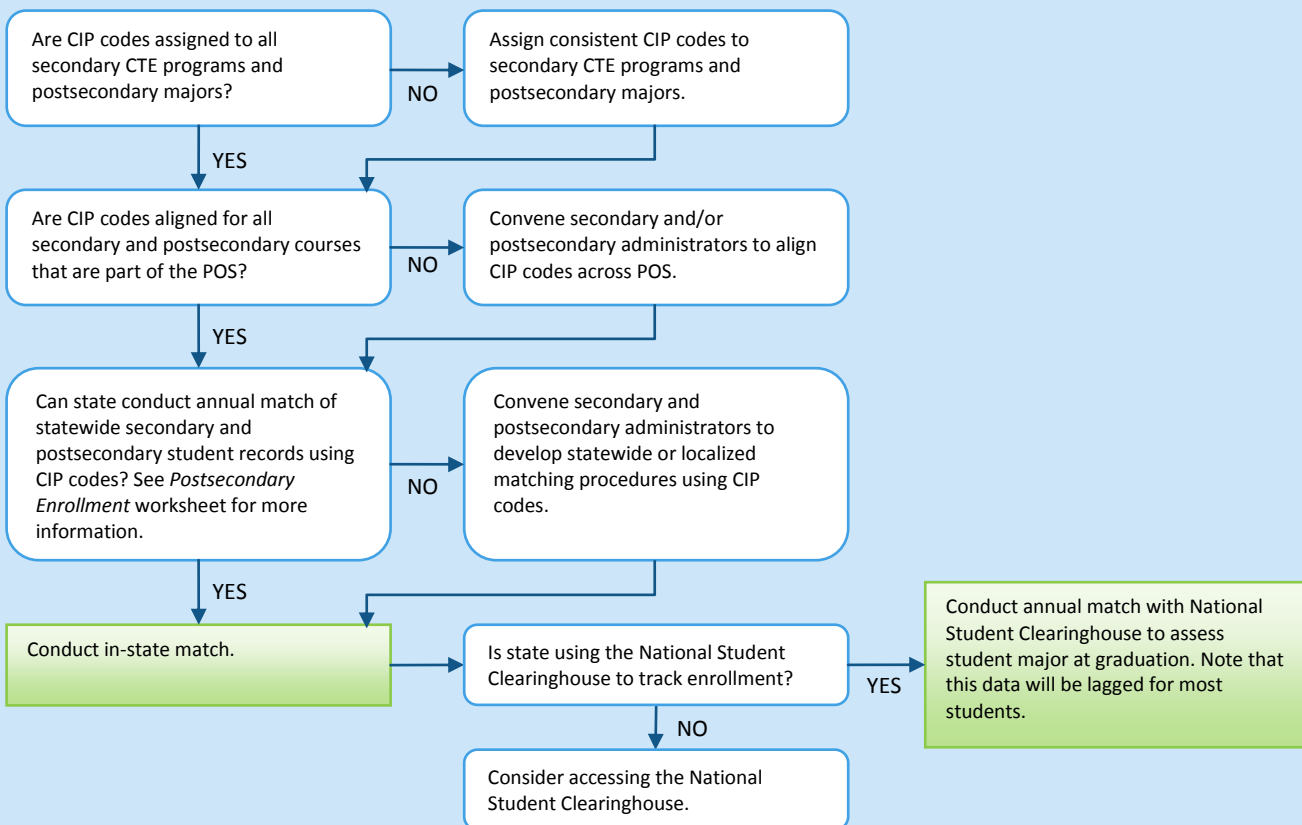 Are CIP codes assigned to all
secondary CTE programs and
postsecondary majors?
NO
Assign consistent CIP codes to
secondary CTE programs and
postsecondary majors.
YES
Are CIP codes aligned for all
secondary and postsecondary courses
that are part of the POS?
NO
Convene secondary and/or
postsecondary administrators to align
CIP codes across POS.
YES
Can state conduct annual match of
statewide secondary and
postsecondary student records using
CIP codes? See Postsecondary
Enrollment worksheet for more
information.
NO
Convene secondary and
postsecondary administrators to
develop statewide or localized
matching procedures using CIP
codes.
YES
Conduct in-state match.
Is state using the National Student
Clearinghouse to track enrollment?
YES
Conduct annual match with National
Student Clearinghouse to assess
student major at graduation. Note that
this data will be lagged for most
students.
NO
Consider accessing the National
Student Clearinghouse.